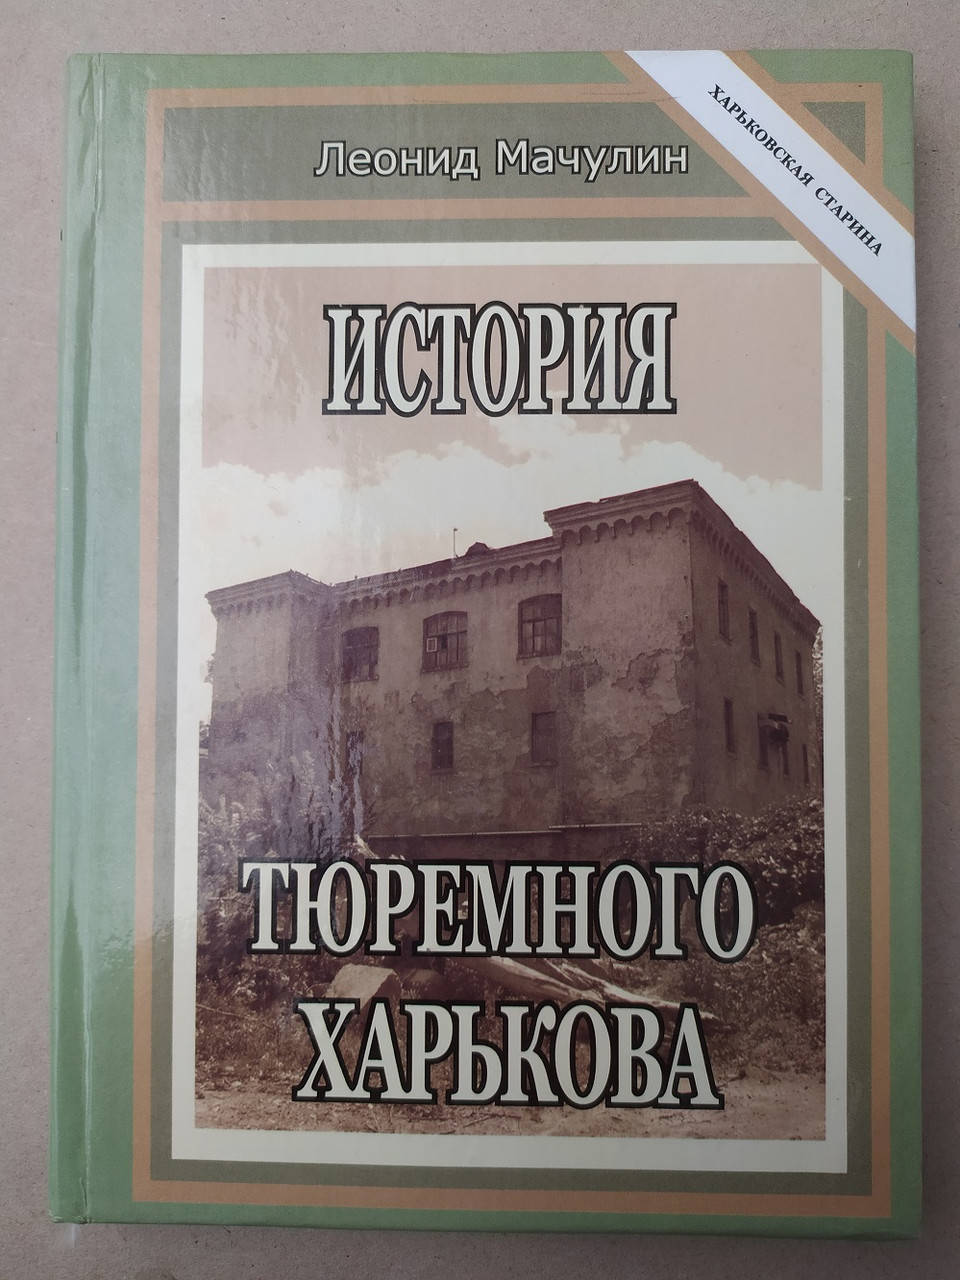 Леонид Мачулин
ХАРЬКОВСКАЯ СТАРИНА
ИСТОРИЯ
ТЮРЕМНОГО
ХАРЬКОВА